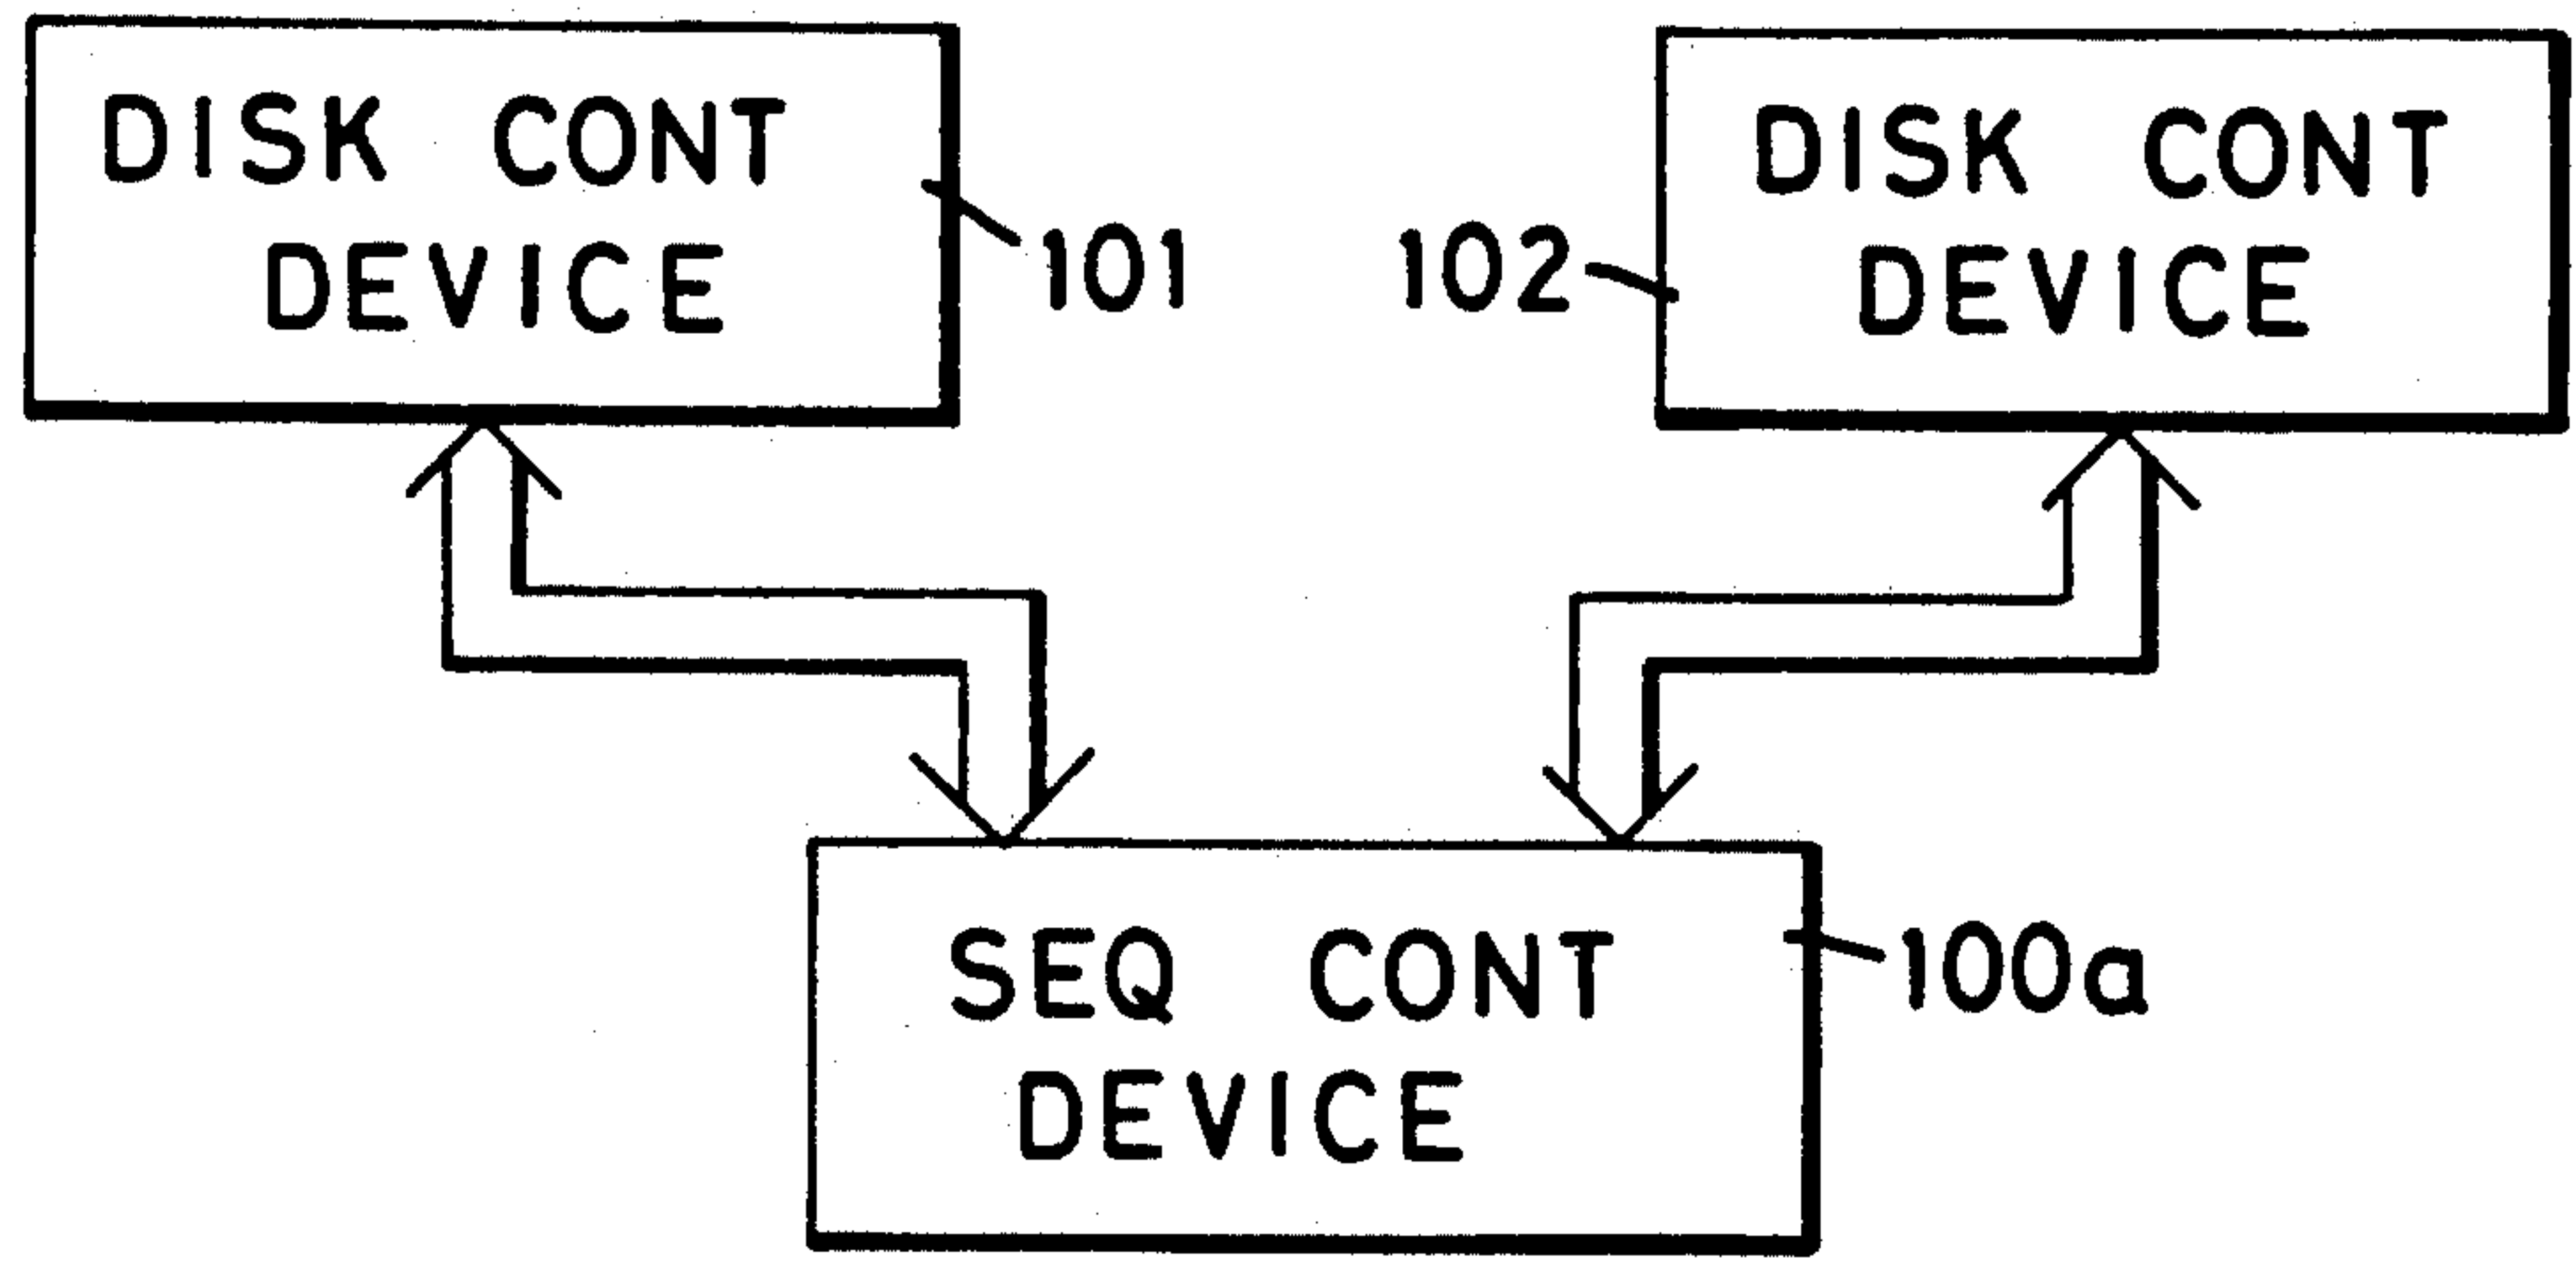 DISK CONT
DEVICE
101
102
DISK CONT
DEVICE
SEQ CONT
DEVICE
100a